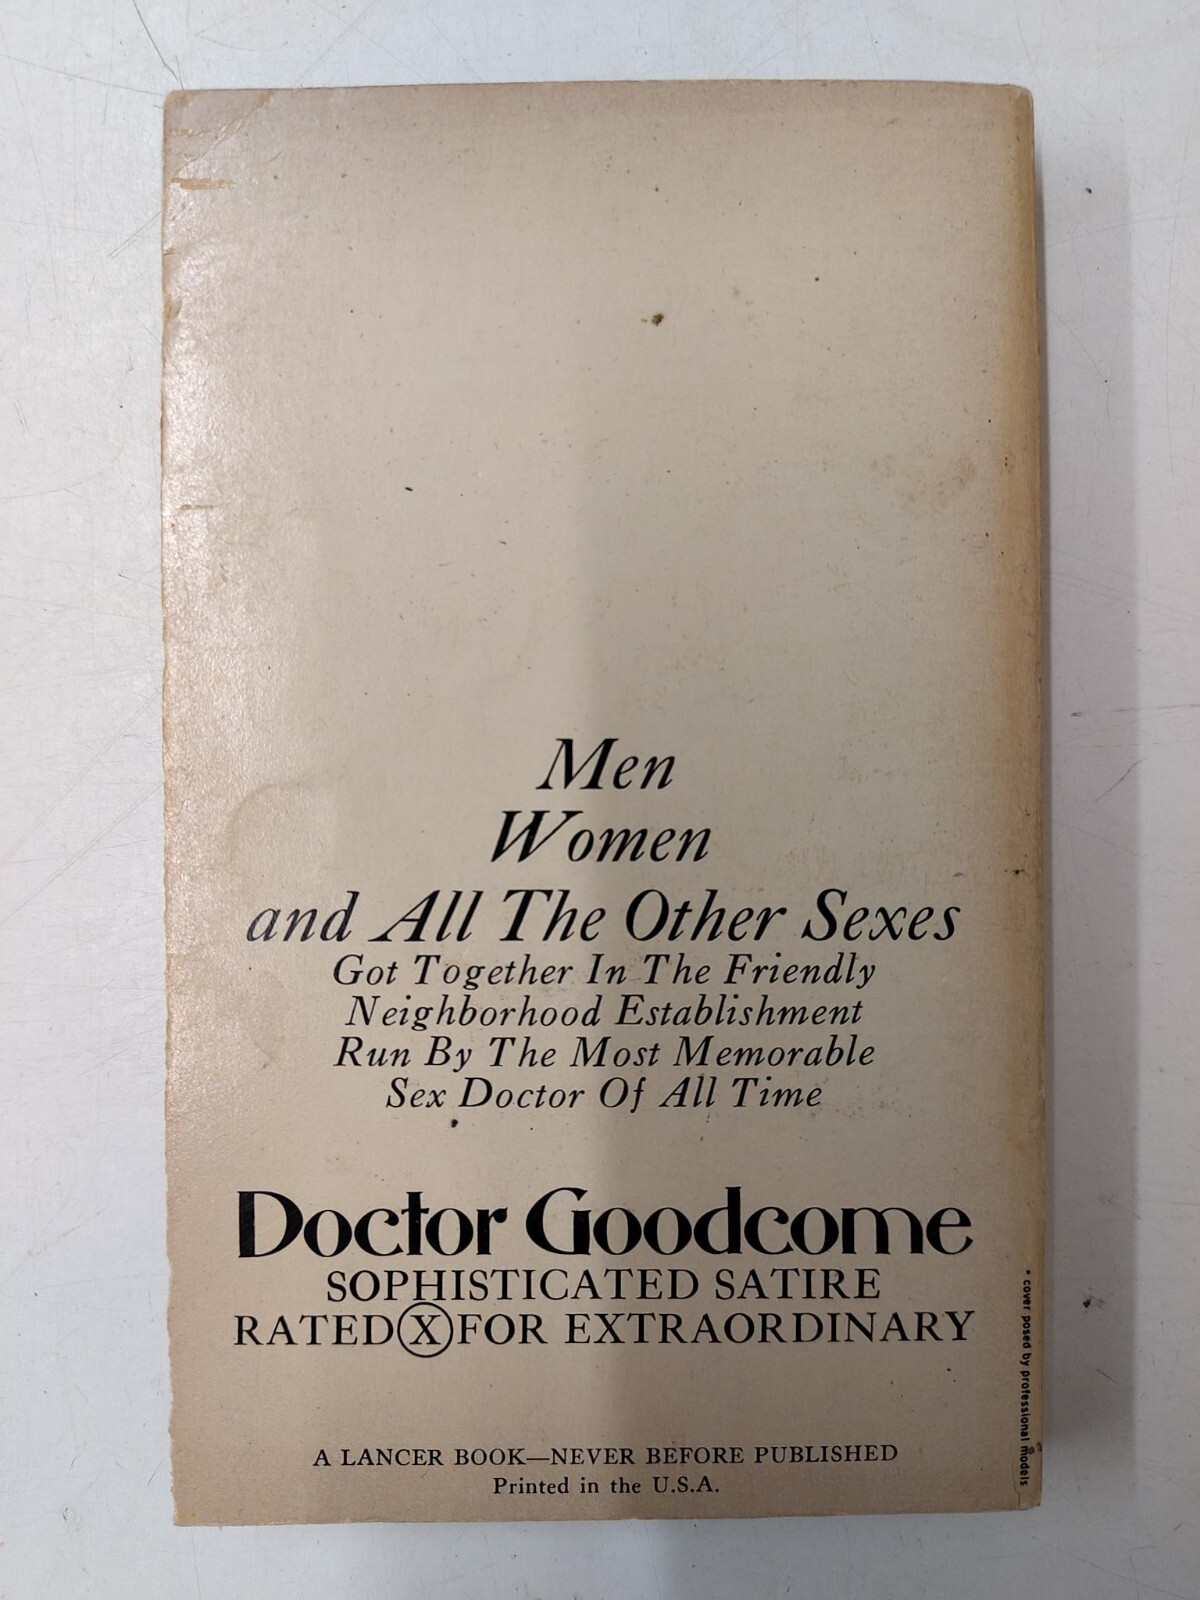 Men
Women
and All The Other Sexes
Got Together In The Friendly
Neighborhood Establishment
Run By The Most Memorable
Sex Doctor Of All Time
Doctor Goodcome
SOPHISTICATED SATIRE
RATED X FOR EXTRAORDINARY
A LANCER BOOK—NEVER BEFORE PUBLISHED
Printed in the U.S.A.
• cover posed by professional models